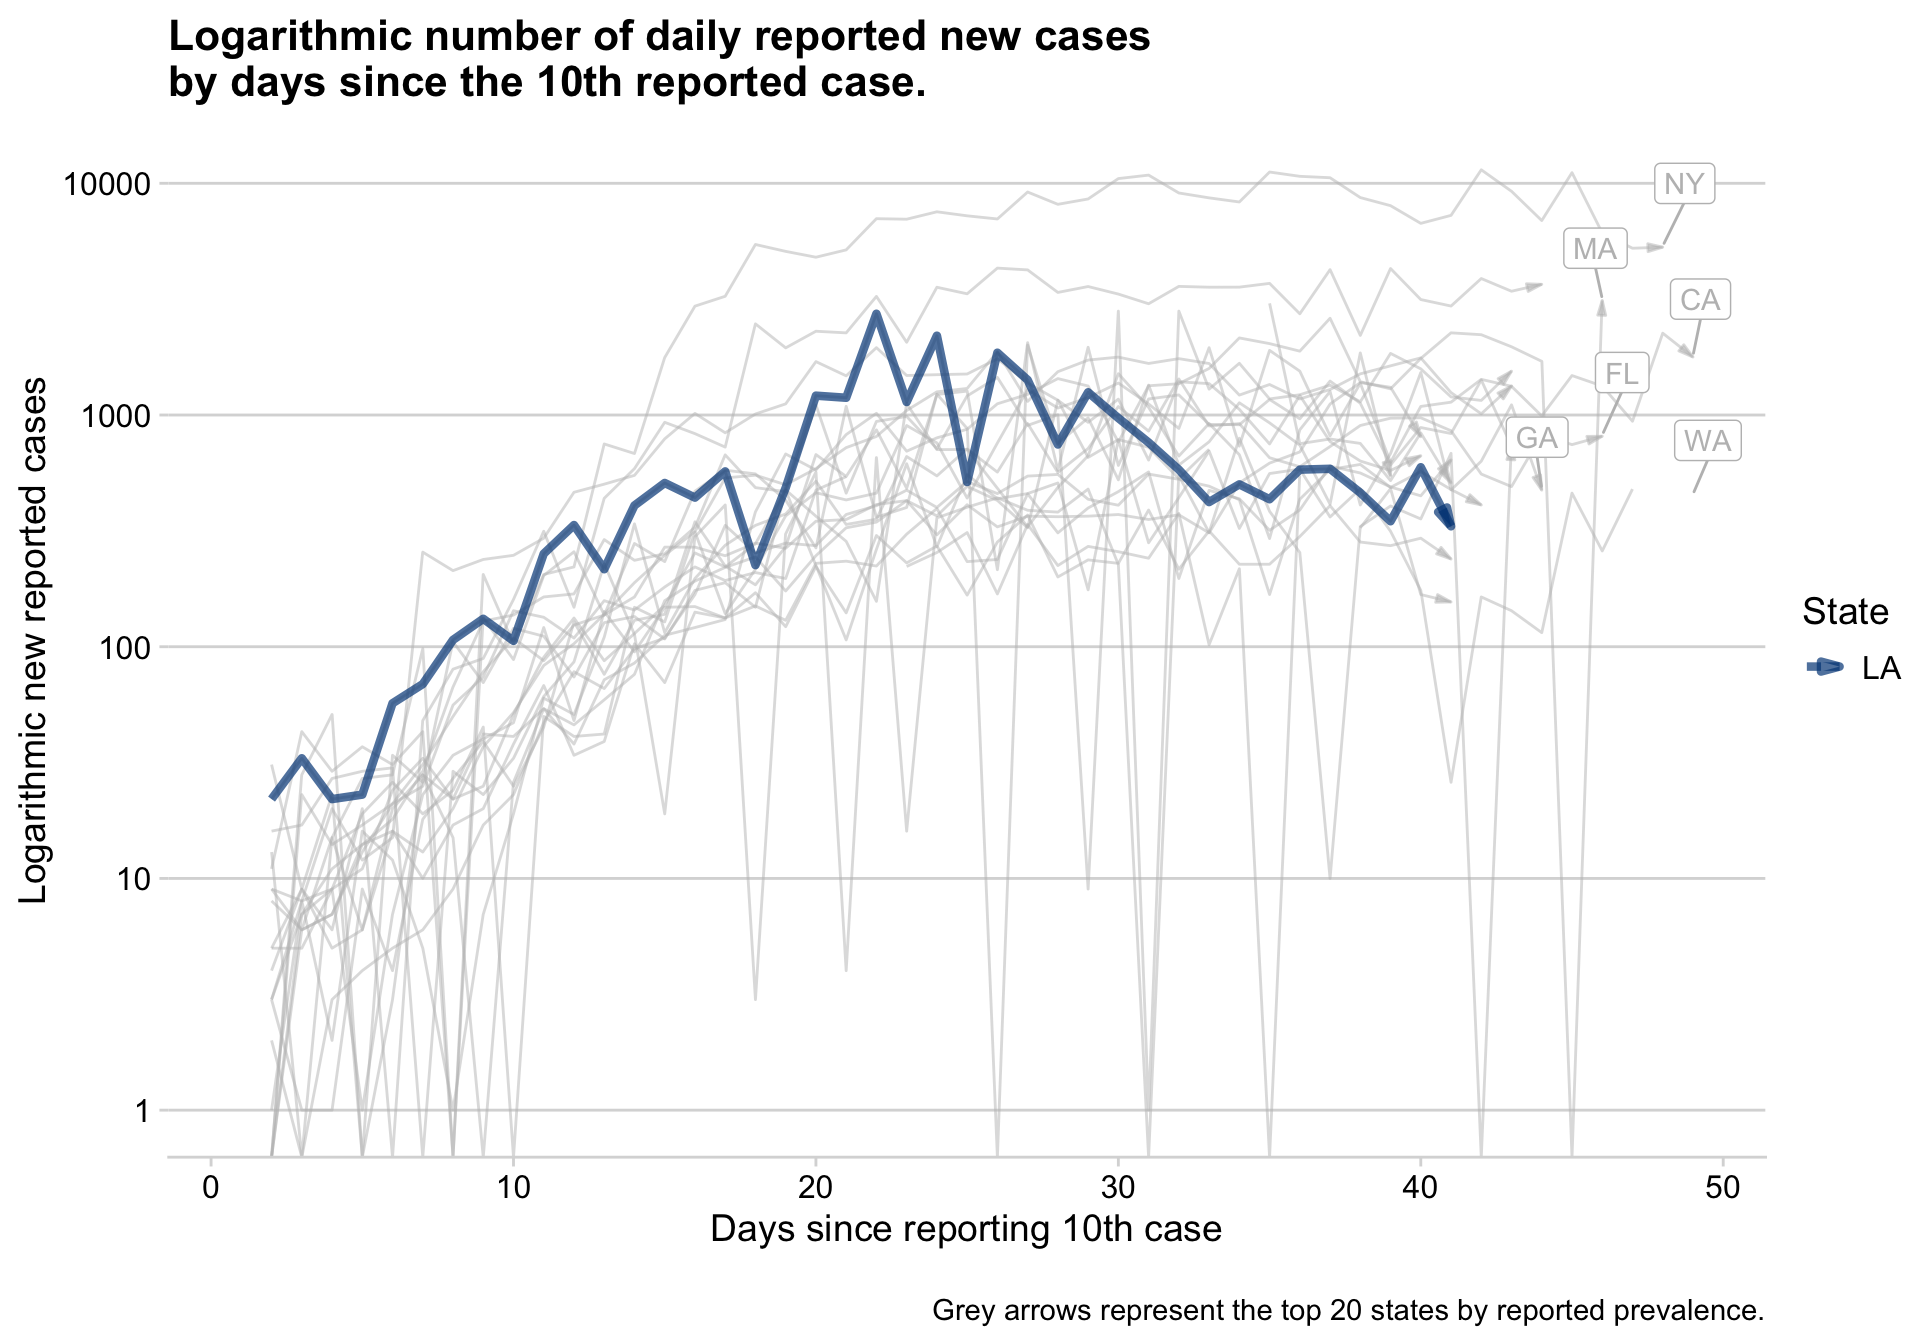 Logarithmic number of daily reported new cases
by days since the 10th reported case.
Logarithmic new reported cases
10000
1000
100
10
1
NY
MA
CA
FL
GA
WA
State
LA
0
10
20
30
40
50
Days since reporting 10th case
Grey arrows represent the top 20 states by reported prevalence.